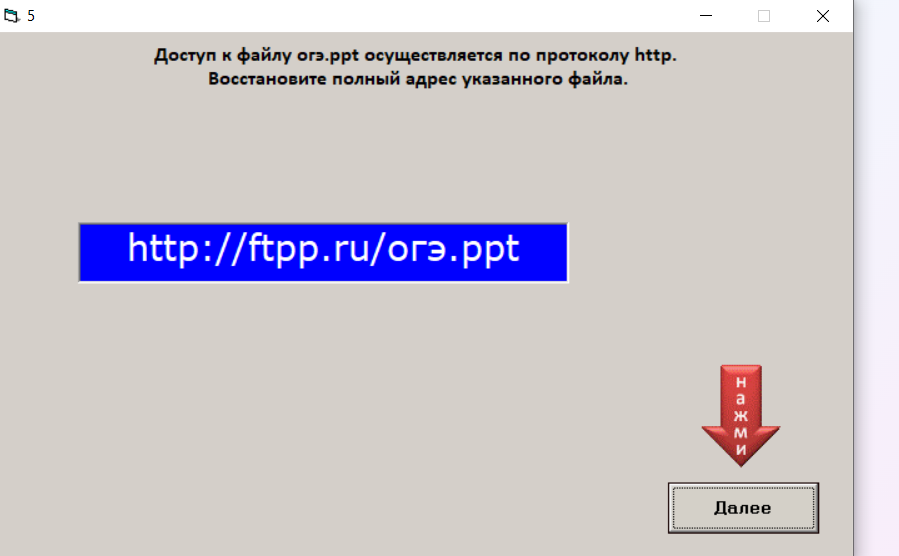 5
Доступ к файлу огэ.ppt осуществляется по протоколу http.
Восстановите полный адрес указанного файла.
http://ftpp.ru/огэ.ppt
нажми
Далее